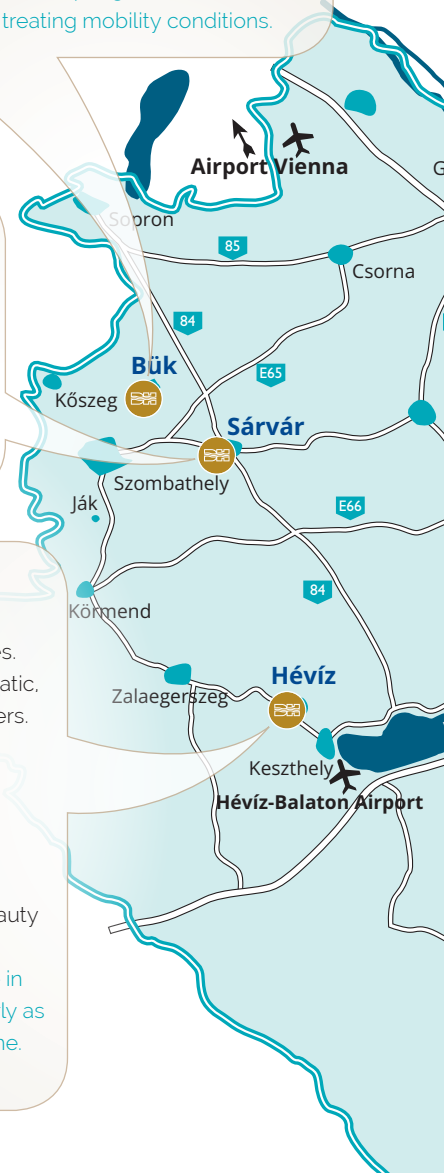 treating mobility conditions.
Airport Vienna
G
Sopron
85
Csorna
84
Bük
E65
Kőszeg
Sárvár
Szombathely
Ják
E66
84
Körmend
es.
atic,
Hévíz
Zalaegerszeg
ers.
Keszthely
Hévíz-Balaton Airport
auty
in
ly as
ne.